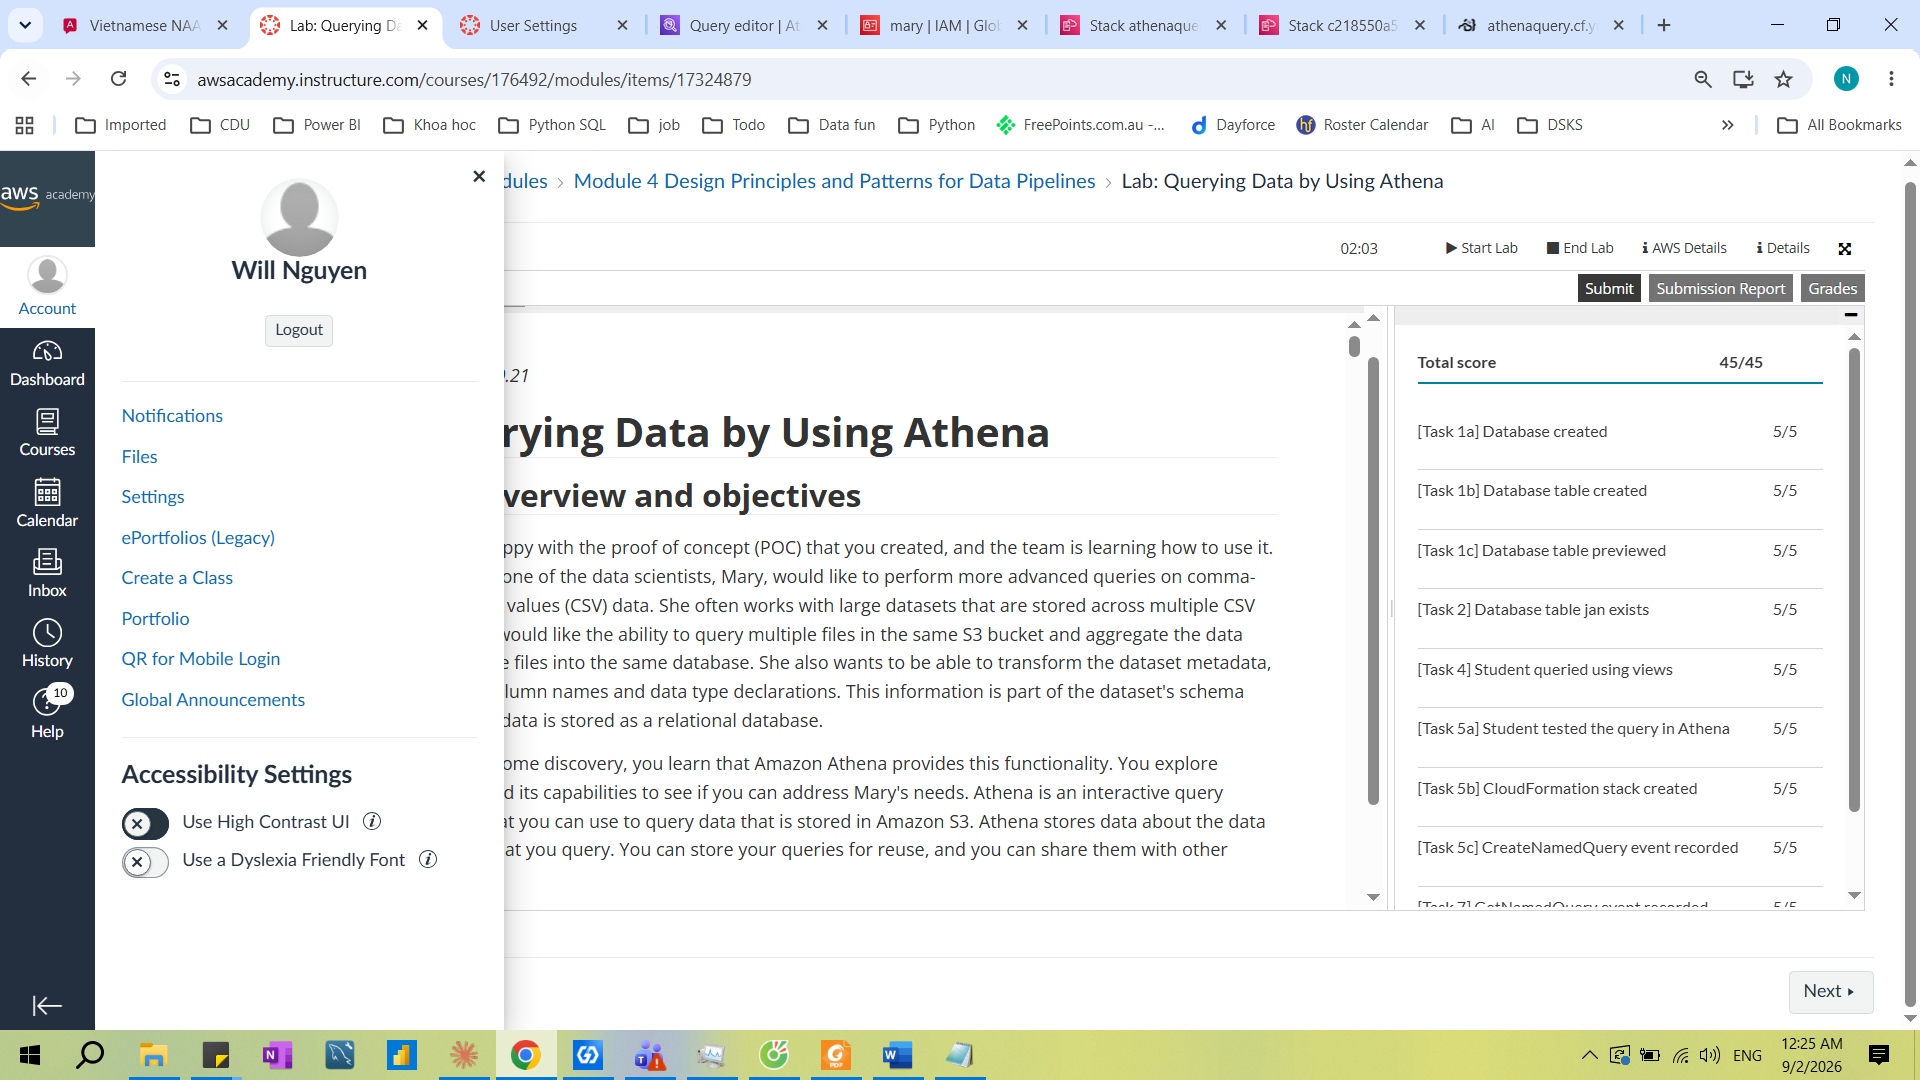 Vietnamese NAA
Lab: Querying Da
User Settings
Query editor | At
mary | IAM | Glob
Stack athenaque
Stack c218550a5
athenaquery.cf.y
awsacademy.instructure.com/courses/176492/modules/items/17324879
N
Imported
CDU
Power BI
Khoa hoc
Python SQL
job
Todo
Data fun
Python
FreePoints.com.au -...
Dayforce
Roster Calendar
AI
DSKS
All Bookmarks
aws academy
Account
Dashboard
Courses
Calendar
Inbox
History
10
Help
Will Nguyen
Logout
Notifications
Files
Settings
ePortfolios (Legacy)
Create a Class
Portfolio
QR for Mobile Login
Global Announcements
Accessibility Settings
Use High Contrast UI
Use a Dyslexia Friendly Font
dules › Module 4 Design Principles and Patterns for Data Pipelines › Lab: Querying Data by Using Athena
02:03
Start Lab
End Lab
AWS Details
Details
Submit
Submission Report
Grades
.21
rying Data by Using Athena
verview and objectives
ppy with the proof of concept (POC) that you created, and the team is learning how to use it.
one of the data scientists, Mary, would like to perform more advanced queries on comma-
values (CSV) data. She often works with large datasets that are stored across multiple CSV
would like the ability to query multiple files in the same S3 bucket and aggregate the data
e files into the same database. She also wants to be able to transform the dataset metadata,
lumn names and data type declarations. This information is part of the dataset's schema
data is stored as a relational database.
ome discovery, you learn that Amazon Athena provides this functionality. You explore
d its capabilities to see if you can address Mary's needs. Athena is an interactive query
at you can use to query data that is stored in Amazon S3. Athena stores data about the data
at you query. You can store your queries for reuse, and you can share them with other
Total score 45/45
[Task 1a] Database created 5/5
[Task 1b] Database table created 5/5
[Task 1c] Database table previewed 5/5
[Task 2] Database table jan exists 5/5
[Task 4] Student queried using views 5/5
[Task 5a] Student tested the query in Athena 5/5
[Task 5b] CloudFormation stack created 5/5
[Task 5c] CreateNamedQuery event recorded 5/5
[Task 7] GetNamedQuery event recorded 5/5
Next
ENG
12:25 AM
9/2/2026